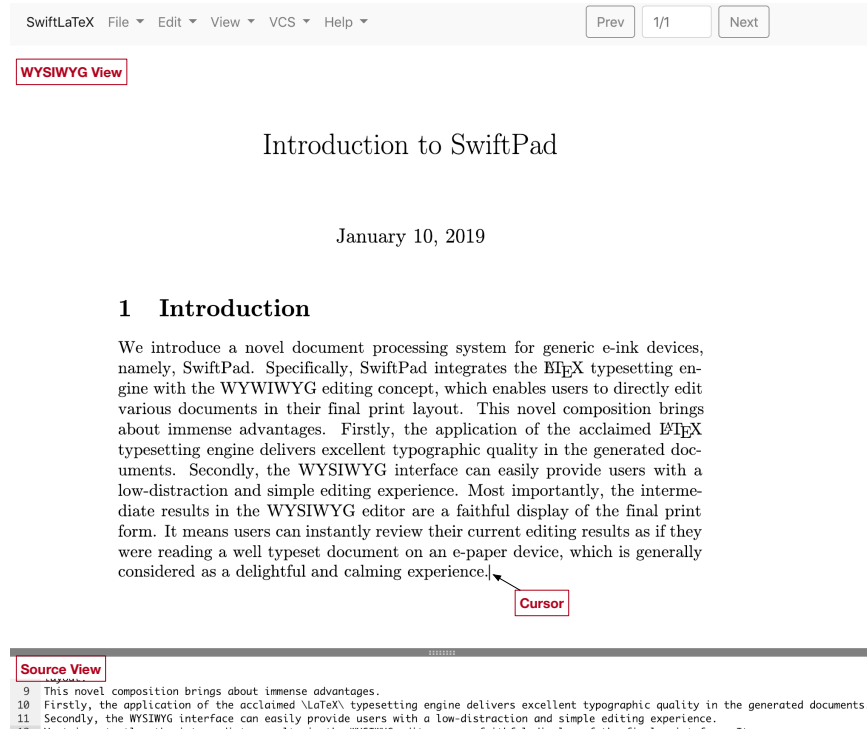 SwiftLaTeX File Edit View VCS Help Prev 1/1 Next
WYSIWYG View
Introduction to SwiftPad
January 10, 2019
1 Introduction
We introduce a novel document processing system for generic e-ink devices,
namely, SwiftPad. Specifically, SwiftPad integrates the LATEX typesetting en-
gine with the WYWIWYG editing concept, which enables users to directly edit
various documents in their final print layout. This novel composition brings
about immense advantages. Firstly, the application of the acclaimed LATEX
typesetting engine delivers excellent typographic quality in the generated doc-
uments. Secondly, the WYSIWYG interface can easily provide users with a
low-distraction and simple editing experience. Most importantly, the interme-
diate results in the WYSIWYG editor are a faithful display of the final print
form. It means users can instantly review their current editing results as if they
were reading a well typeset document on an e-paper device, which is generally
considered as a delightful and calming experience.
Cursor
Source View
9 This novel composition brings about immense advantages.
10 Firstly, the application of the acclaimed \LaTeX\ typesetting engine delivers excellent typographic quality in the generated documents
11 Secondly, the WYSIWYG interface can easily provide users with a low-distraction and simple editing experience.